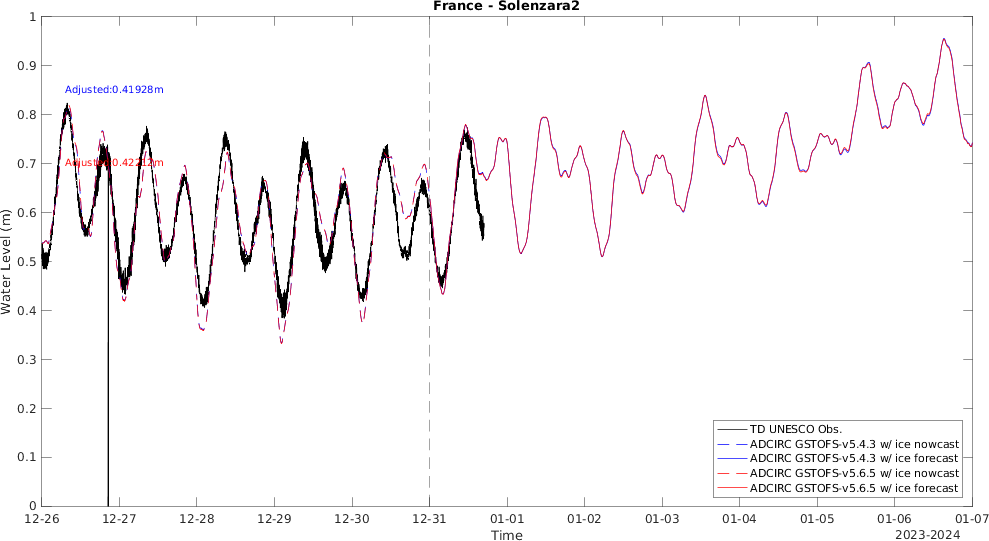 France - Solenzara2
Water Level (m)
1
0.9
0.8
0.7
0.6
0.5
0.4
0.3
0.2
0.1
0
Adjusted:0.41928m
TD UNESCO Obs.
ADCIRC GSTOFS-v5.4.3 w/ ice nowcast
ADCIRC GSTOFS-v5.4.3 w/ ice forecast
ADCIRC GSTOFS-v5.6.5 w/ ice nowcast
ADCIRC GSTOFS-v5.6.5 w/ ice forecast
12-26 12-27 12-28 12-29 12-30 12-31 01-01 01-02 01-03 01-04 01-05 01-06 01-07
Time
2023-2024